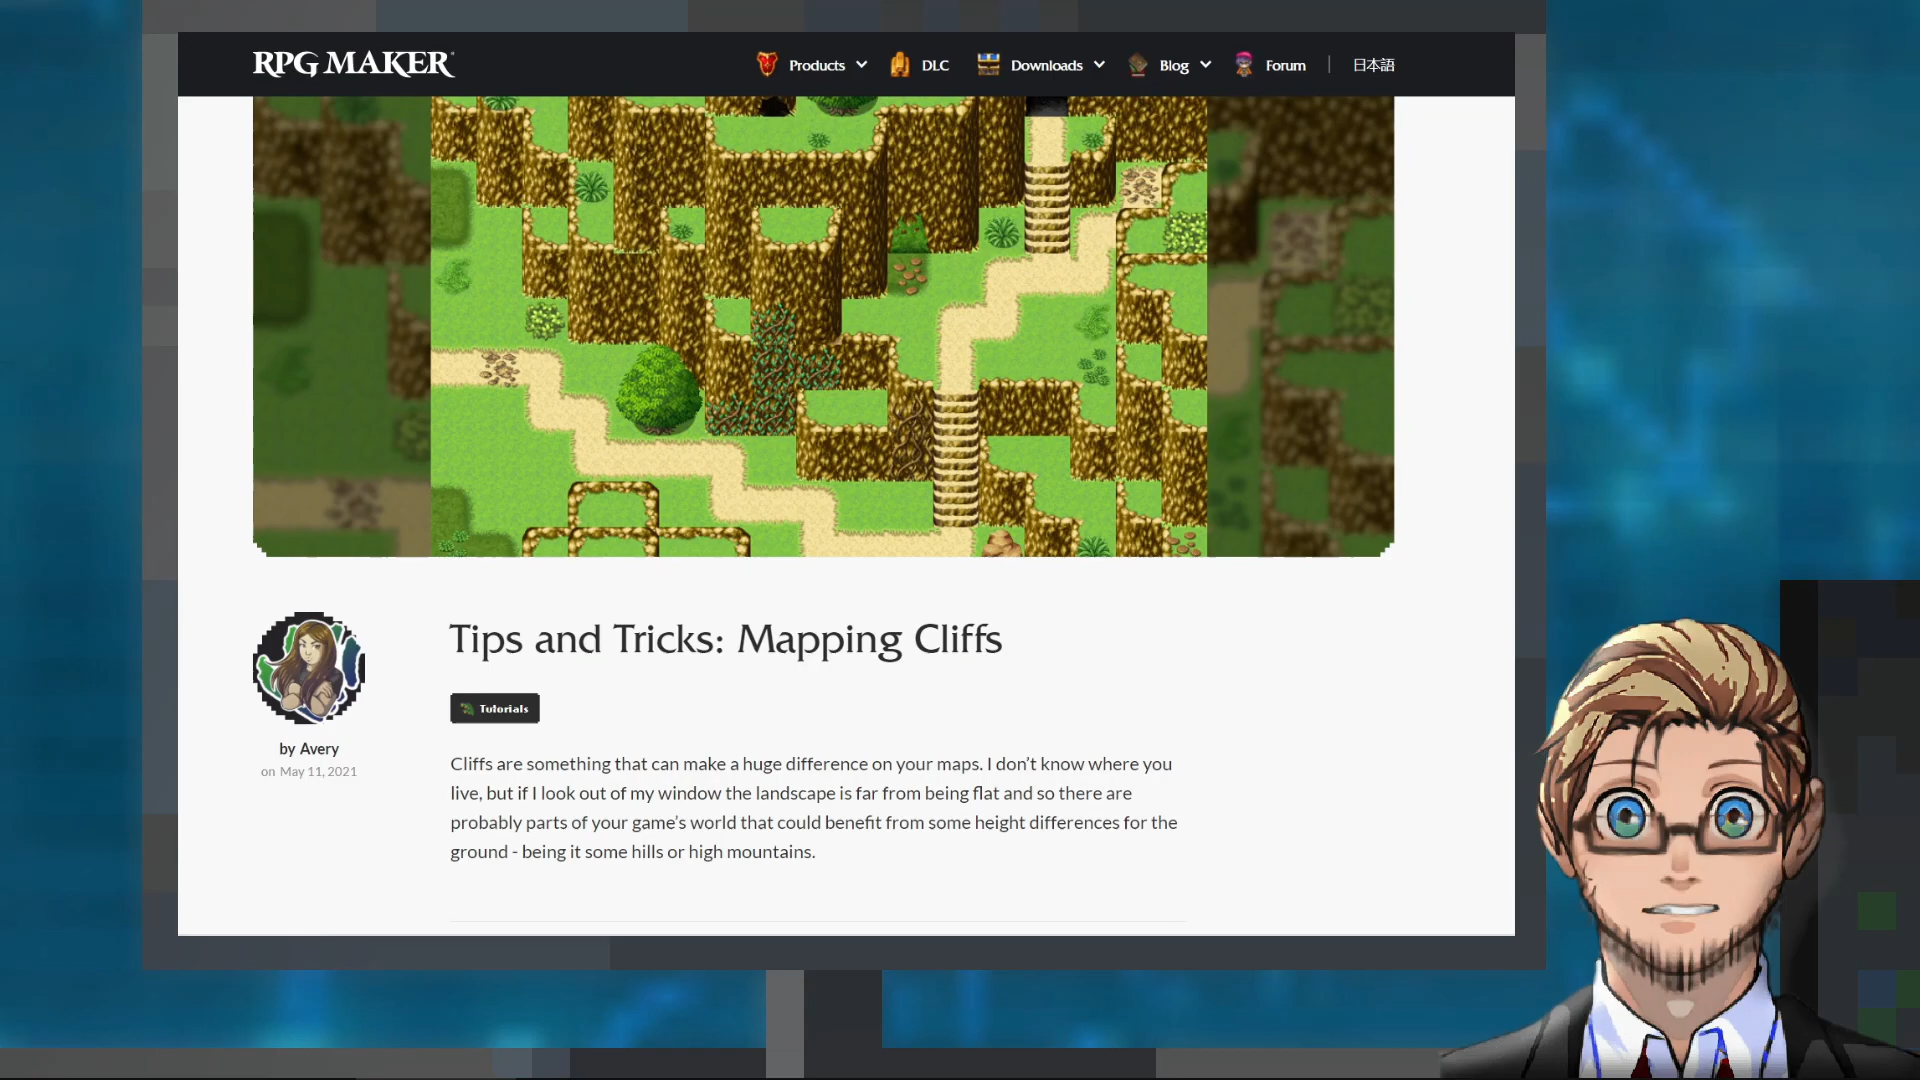 RPG MAKER
Products
DLC
Downloads
Blog
Forum
日本語
Tips and Tricks: Mapping Cliffs
Tutorials
by Avery
on May 11, 2021
Cliffs are something that can make a huge difference on your maps. I don’t know where you
live, but if I look out of my window the landscape is far from being flat and so there are
probably parts of your game’s world that could benefit from some height differences for the
ground - being it some hills or high mountains.